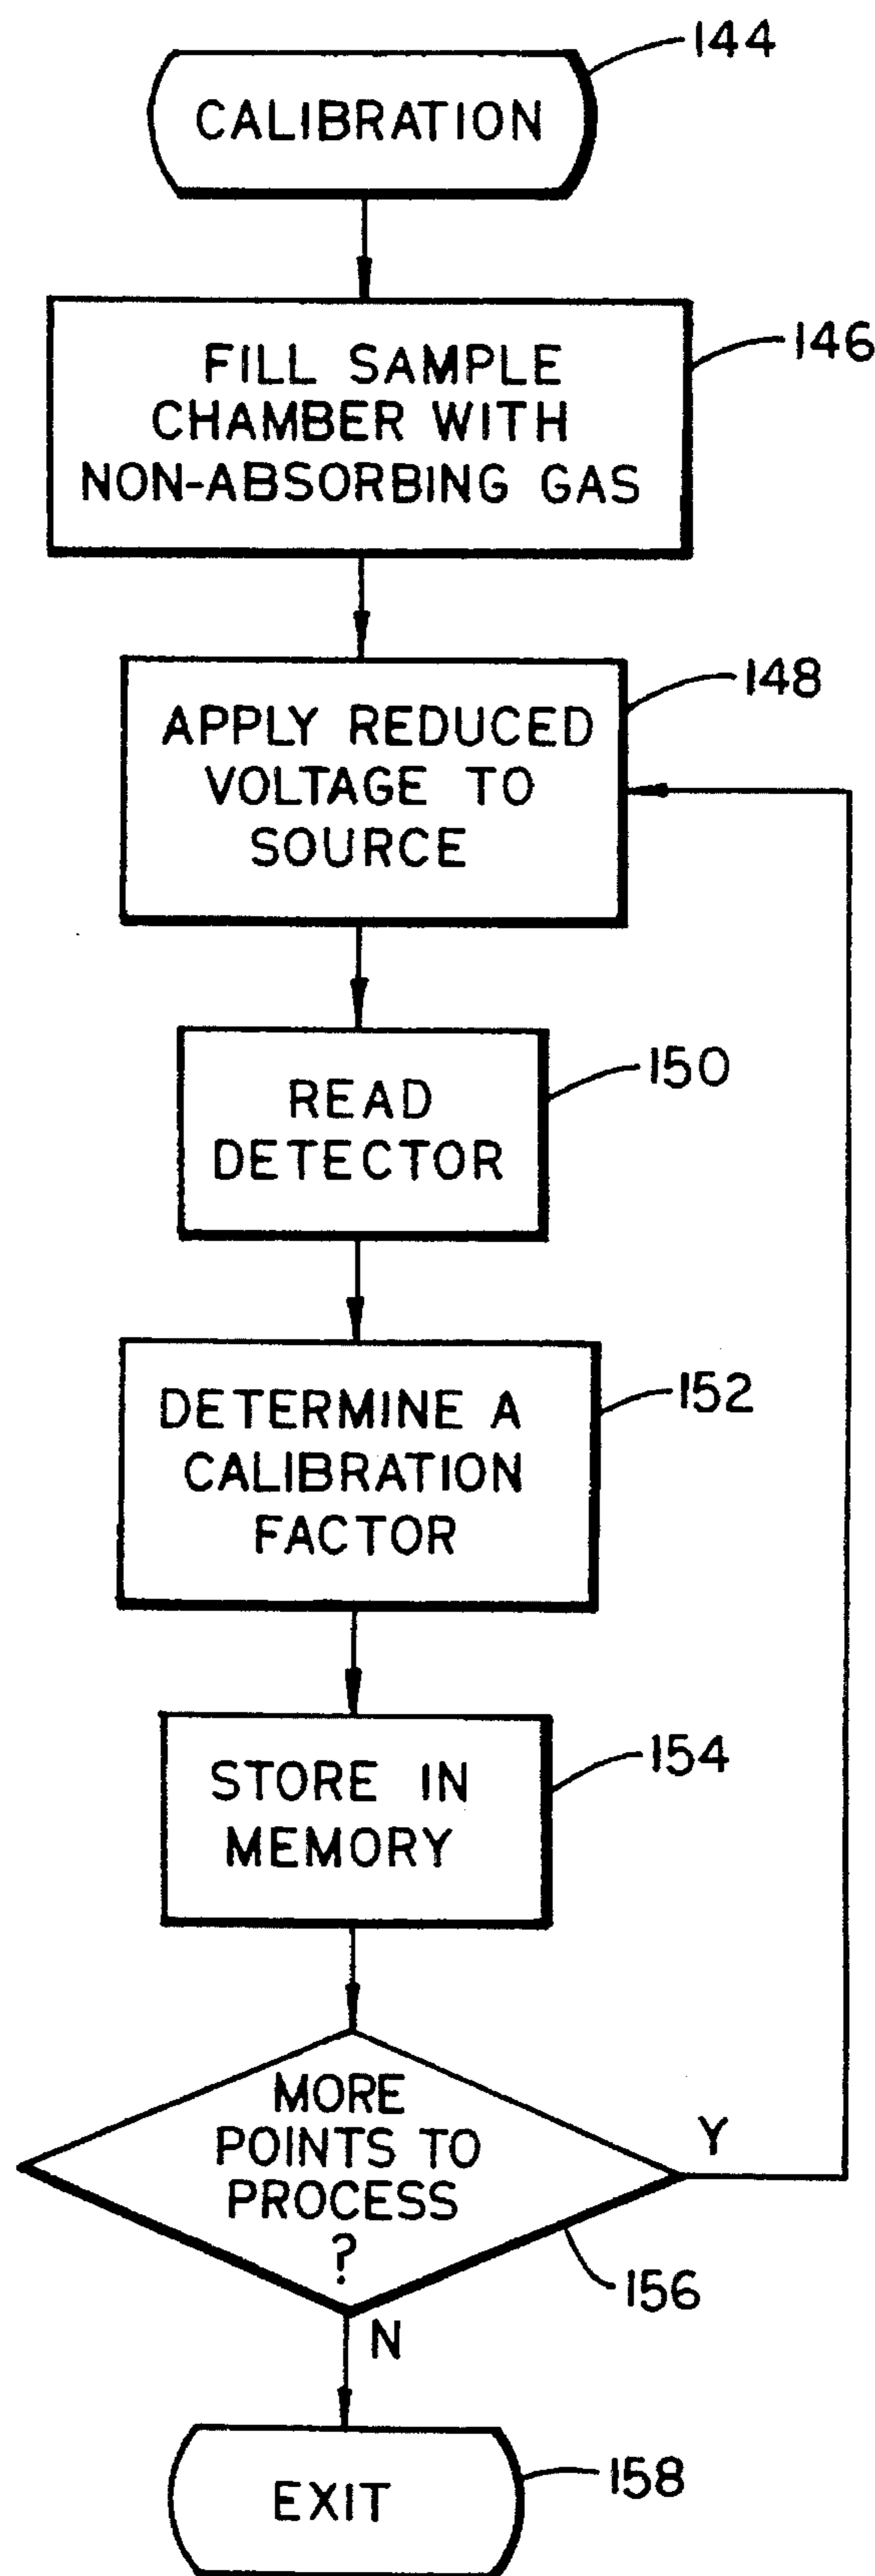 144
CALIBRATION
146
FILL SAMPLE
CHAMBER WITH
NON-ABSORBING GAS
148
APPLY REDUCED
VOLTAGE TO
SOURCE
150
READ
DETECTOR
152
DETERMINE A
CALIBRATION
FACTOR
154
STORE IN
MEMORY
MORE
POINTS TO
PROCESS
?
Y
156
N
158
EXIT